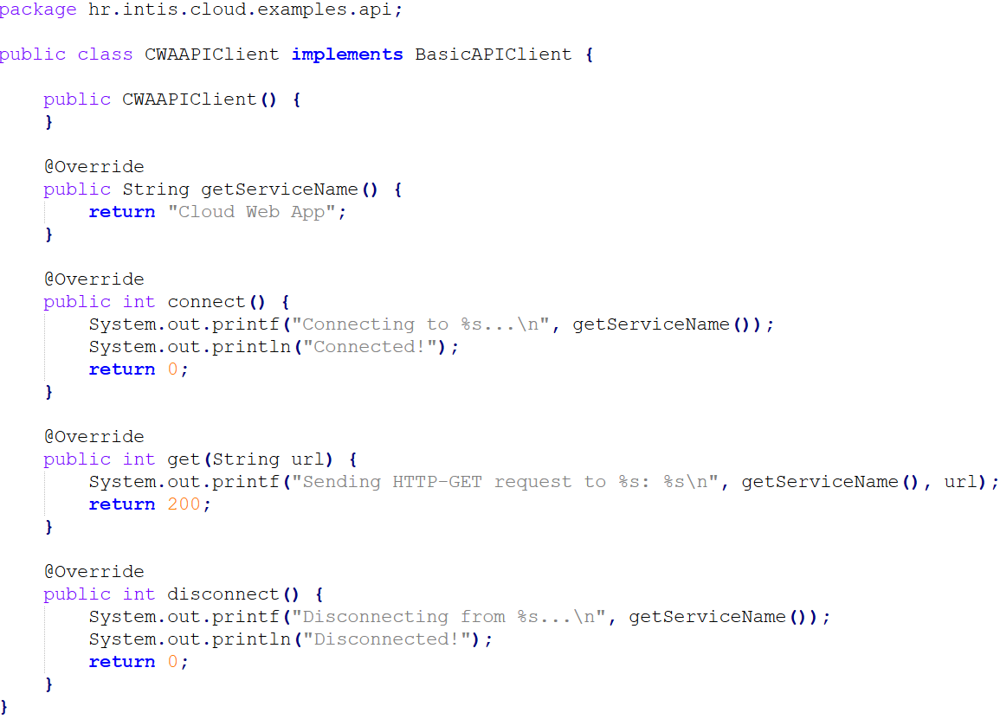 package hr.intis.cloud.examples.api;
public class CWAAPIClient implements BasicAPIClient {
public CWAAPIClient() {
}
@Override
public String getServiceName() {
return "Cloud Web App";
}
@Override
public int connect() {
System.out.printf("Connecting to %s...\n", getServiceName());
System.out.println("Connected!");
return 0;
}
@Override
public int get(String url) {
System.out.printf("Sending HTTP-GET request to %s: %s\n", getServiceName(), url);
return 200;
}
@Override
public int disconnect() {
System.out.printf("Disconnecting from %s...\n", getServiceName());
System.out.println("Disconnected!");
return 0;
}
}